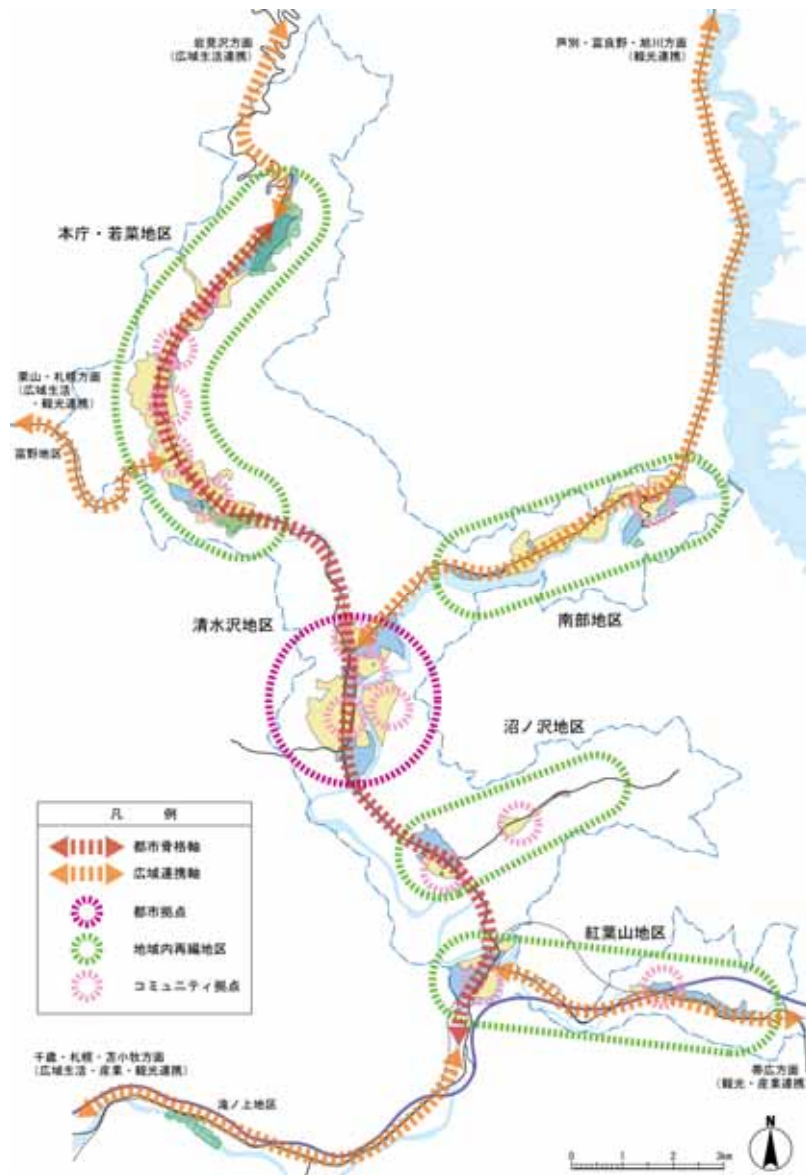 岩見沢方面
(広域生活連携)
芦別・富良野・旭川方面
(観光連携)
本庁・若菜地区
栗山・札幌方面
(広域生活
・観光連携)
富野地区
清水沢地区
南部地区
沼ノ沢地区
凡 例
都市骨格軸
広域連携軸
都市拠点
地域内再編地区
コミュニティ拠点
紅葉山地区
千歳・札幌・苫小牧方面
(広域生活・産業・観光連携)
滝ノ上地区
帯広方面
(観光・産業連携)
N
0 1 2 3km